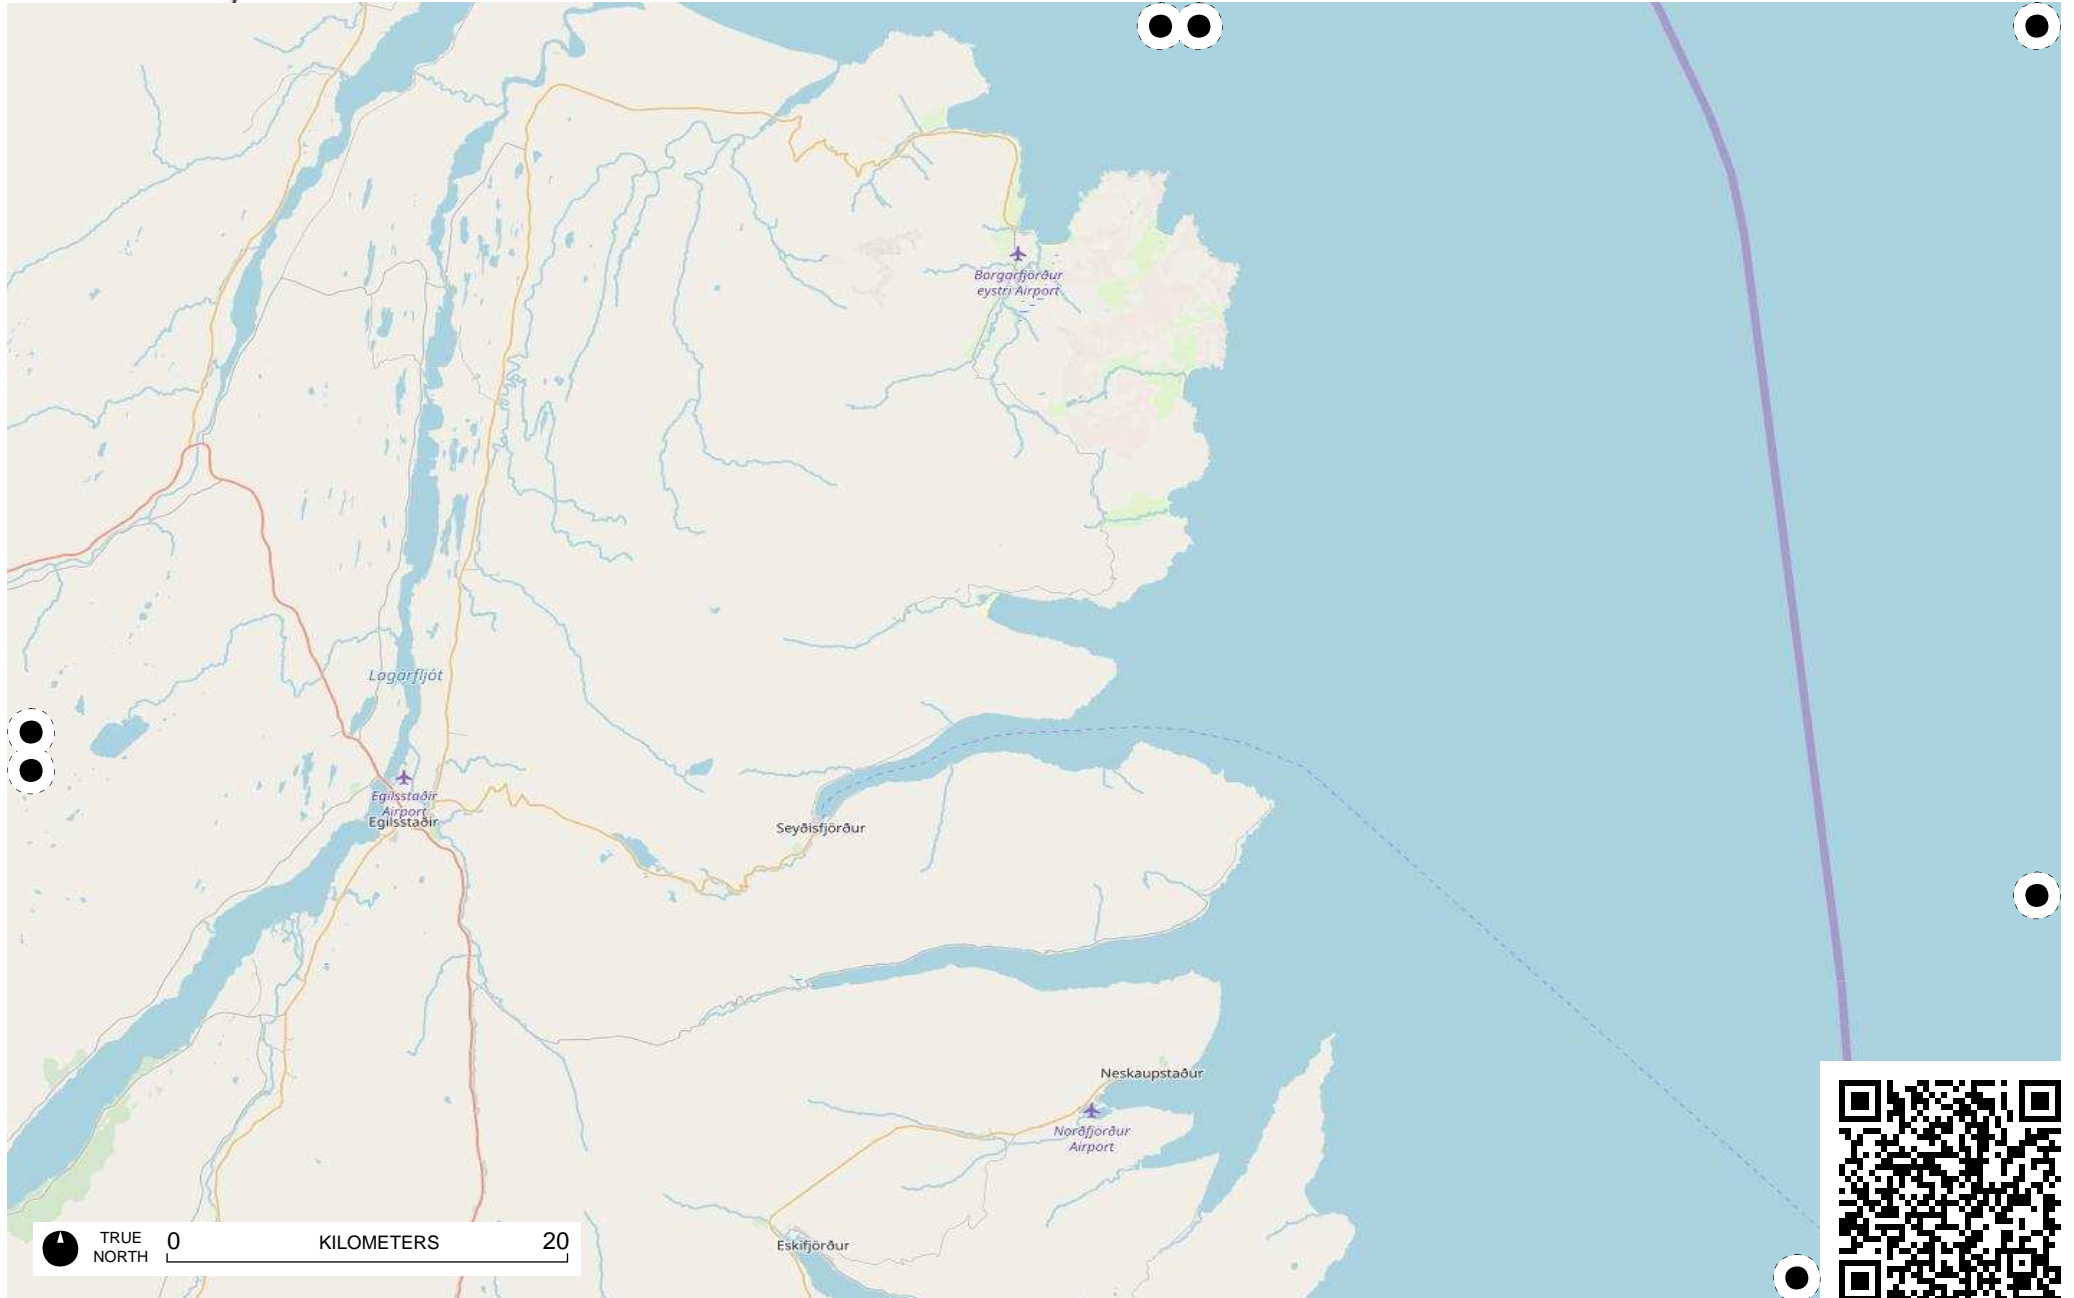 Borgarfjörður
eystri Airport
Lagarfljót
Egilsstaðir
Airport
Egilsstaðir
Seyðisfjörður
Neskaupstaður
Norðfjörður
Airport
Eskifjörður
TRUE
NORTH
0 KILOMETERS 20